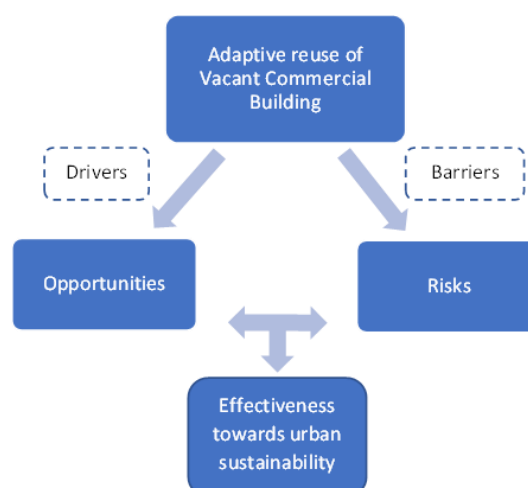 Adaptive reuse of
Vacant Commercial
Building
Drivers
Barriers
Opportunities
Risks
Effectiveness
towards urban
sustainability